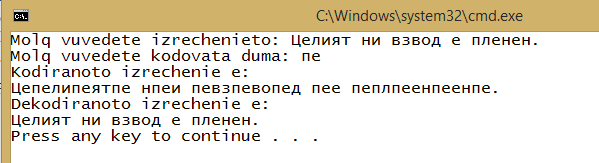 C:\Windows\system32\cmd.exe
Molq vuvedete izrechenieto: Целият ни взвод е пленен.
Molq vuvedete kodovata duma: пе
Kodiranoto izrechenie e:
Цепелипеятпе нпеи певзпевопед пее пеплпеенпеенпе.
Dekodiranoto izrechenie e:
Целият ни взвод е пленен.
Press any key to continue . . .